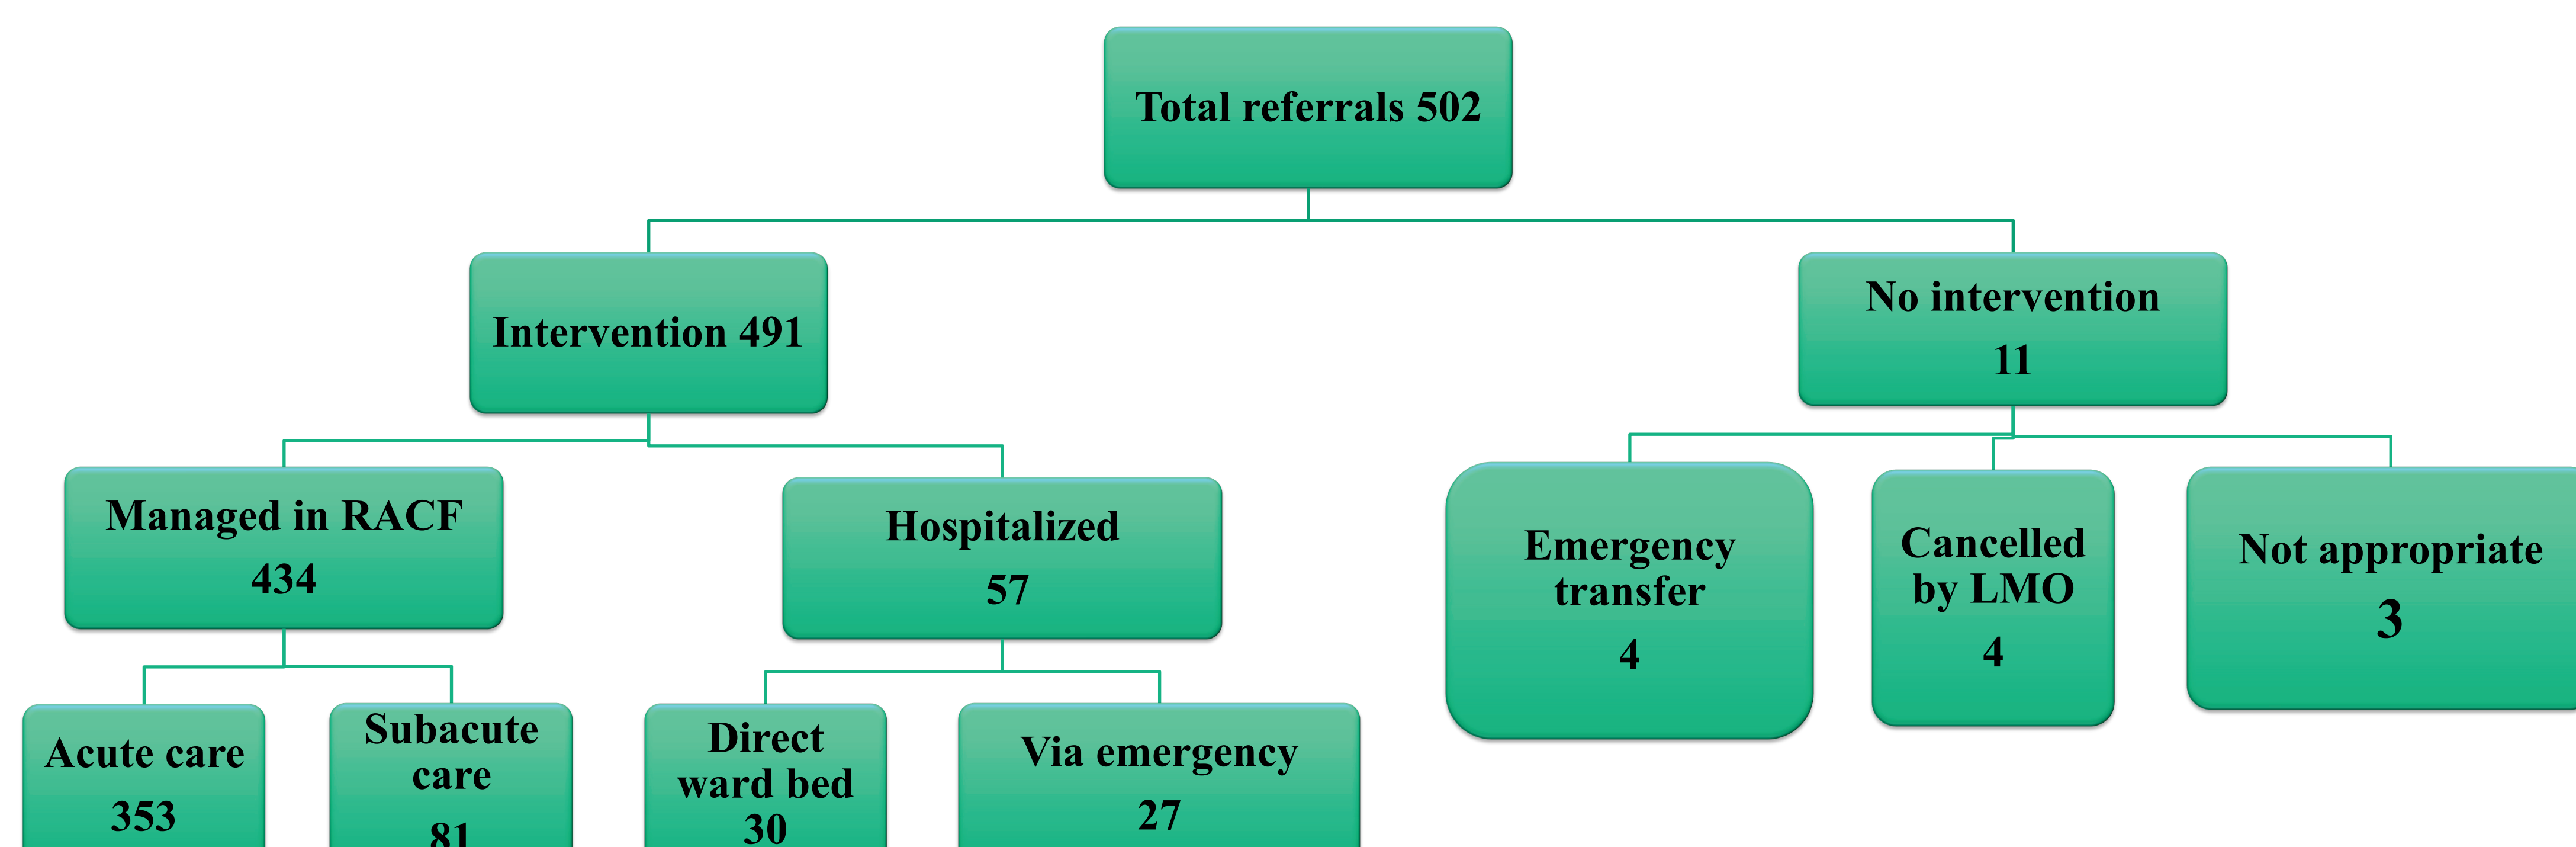 Total referrals 502
Intervention 491
No intervention
11
Managed in RACF
434
Hospitalized
57
Emergency
transfer
4
Cancelled
by LMO
4
Not appropriate
3
Acute care
353
Subacute
care
81
Direct
ward bed
30
Via emergency
27